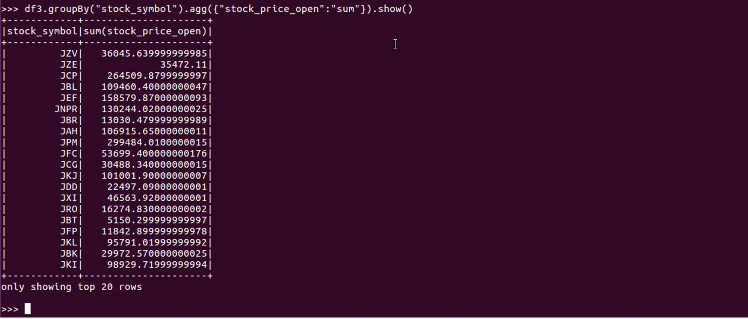 >>> df3.groupBy("stock_symbol").agg({"stock_price_open":"sum"}).show()
+------------+---------------------+
|stock_symbol|sum(stock_price_open)|
+------------+---------------------+
|         JZV|   36045.639999999985|
|         JZE|             35472.11|
|         JCP|    264509.8799999997|
|         JBL|   109460.40000000047|
|         JEF|   158579.87000000093|
|        JNPR|   130244.02000000025|
|         JBR|   13030.479999999989|
|         JAH|   106915.65000000011|
|         JPM|    299484.0100000015|
|         JFC|    53699.400000000176|
|         JCG|   30488.340000000015|
|         JKJ|   101001.90000000007|
|         JDD|    22497.09000000001|
|         JXI|    46563.92000000001|
|         JRO|   16274.830000000002|
|         JBT|    5150.299999999997|
|         JFP|   11842.899999999978|
|         JKL|    95791.01999999992|
|         JBK|   29972.570000000025|
|         JKI|    98929.71999999994|
+------------+---------------------+
only showing top 20 rows
>>>